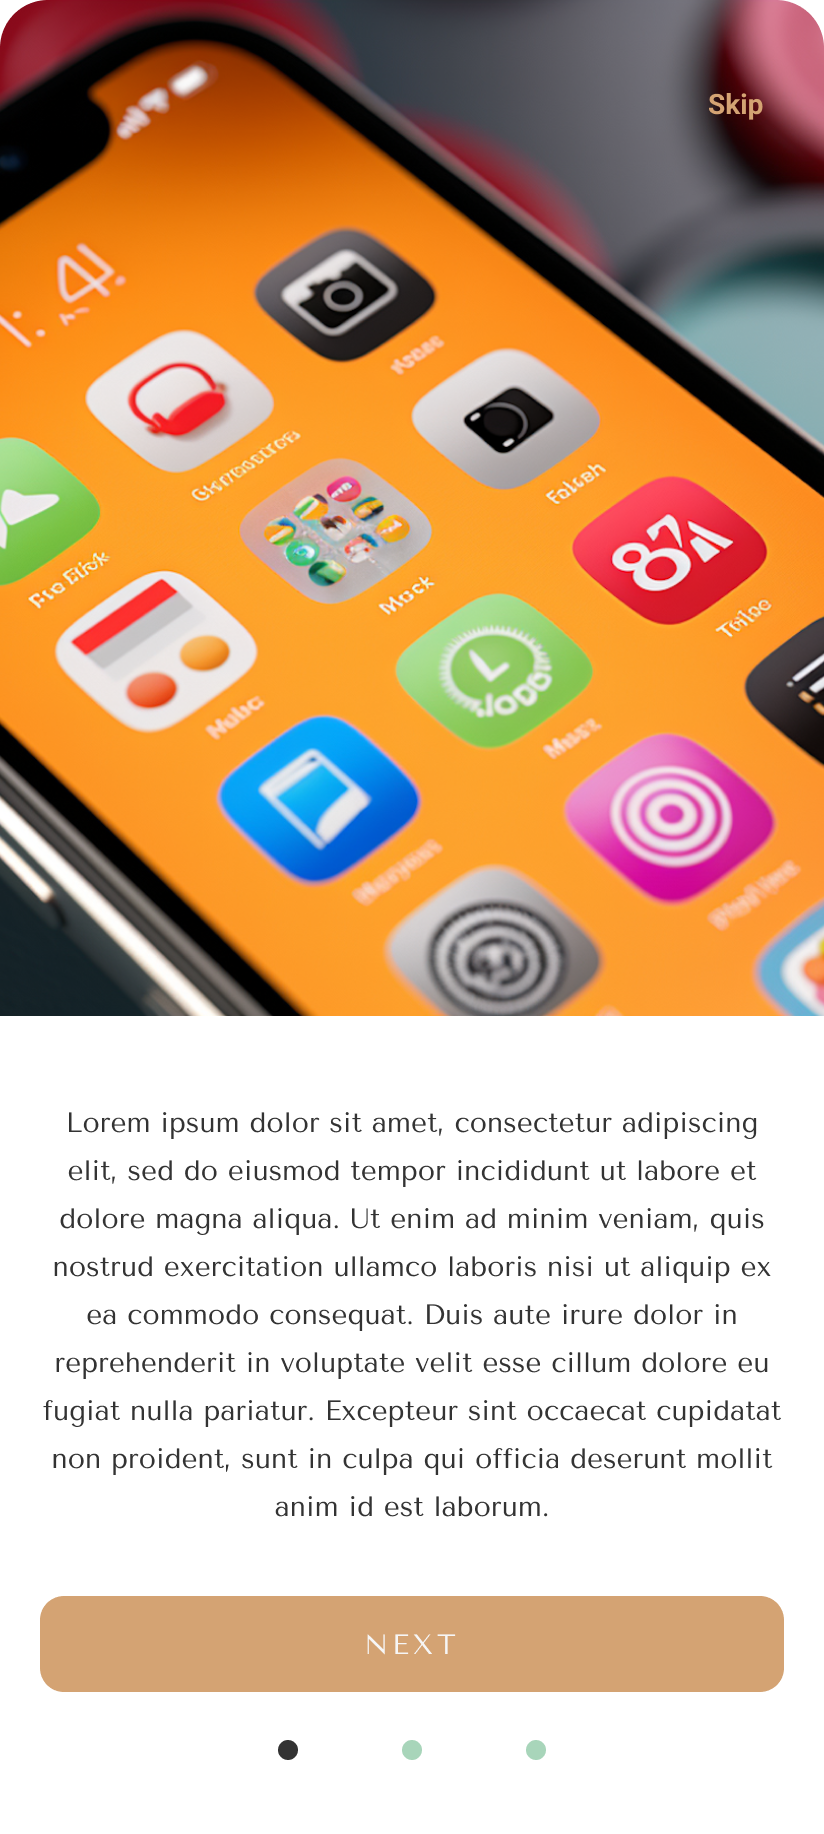 Skip
Mock
Lorem ipsum dolor sit amet, consectetur adipiscing
elit, sed do eiusmod tempor incididunt ut labore et
dolore magna aliqua. Ut enim ad minim veniam, quis
nostrud exercitation ullamco laboris nisi ut aliquip ex
ea commodo consequat. Duis aute irure dolor in
reprehenderit in voluptate velit esse cillum dolore eu
fugiat nulla pariatur. Excepteur sint occaecat cupidatat
non proident, sunt in culpa qui officia deserunt mollit
anim id est laborum.
NEXT